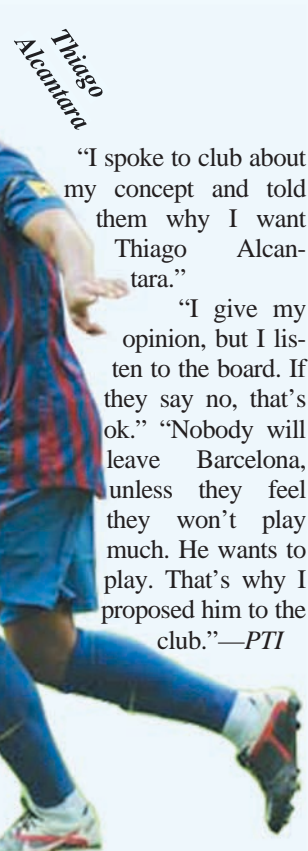 Thiago
Alcantara
“I spoke to club about
my concept and told
them why I want
Thiago Alcan-
tara.”
“I give my
opinion, but I lis-
ten to the board. If
they say no, that’s
ok.” “Nobody will
leave Barcelona,
unless they feel
they won’t play
much. He wants to
play. That’s why I
proposed him to the
club.”—PTI